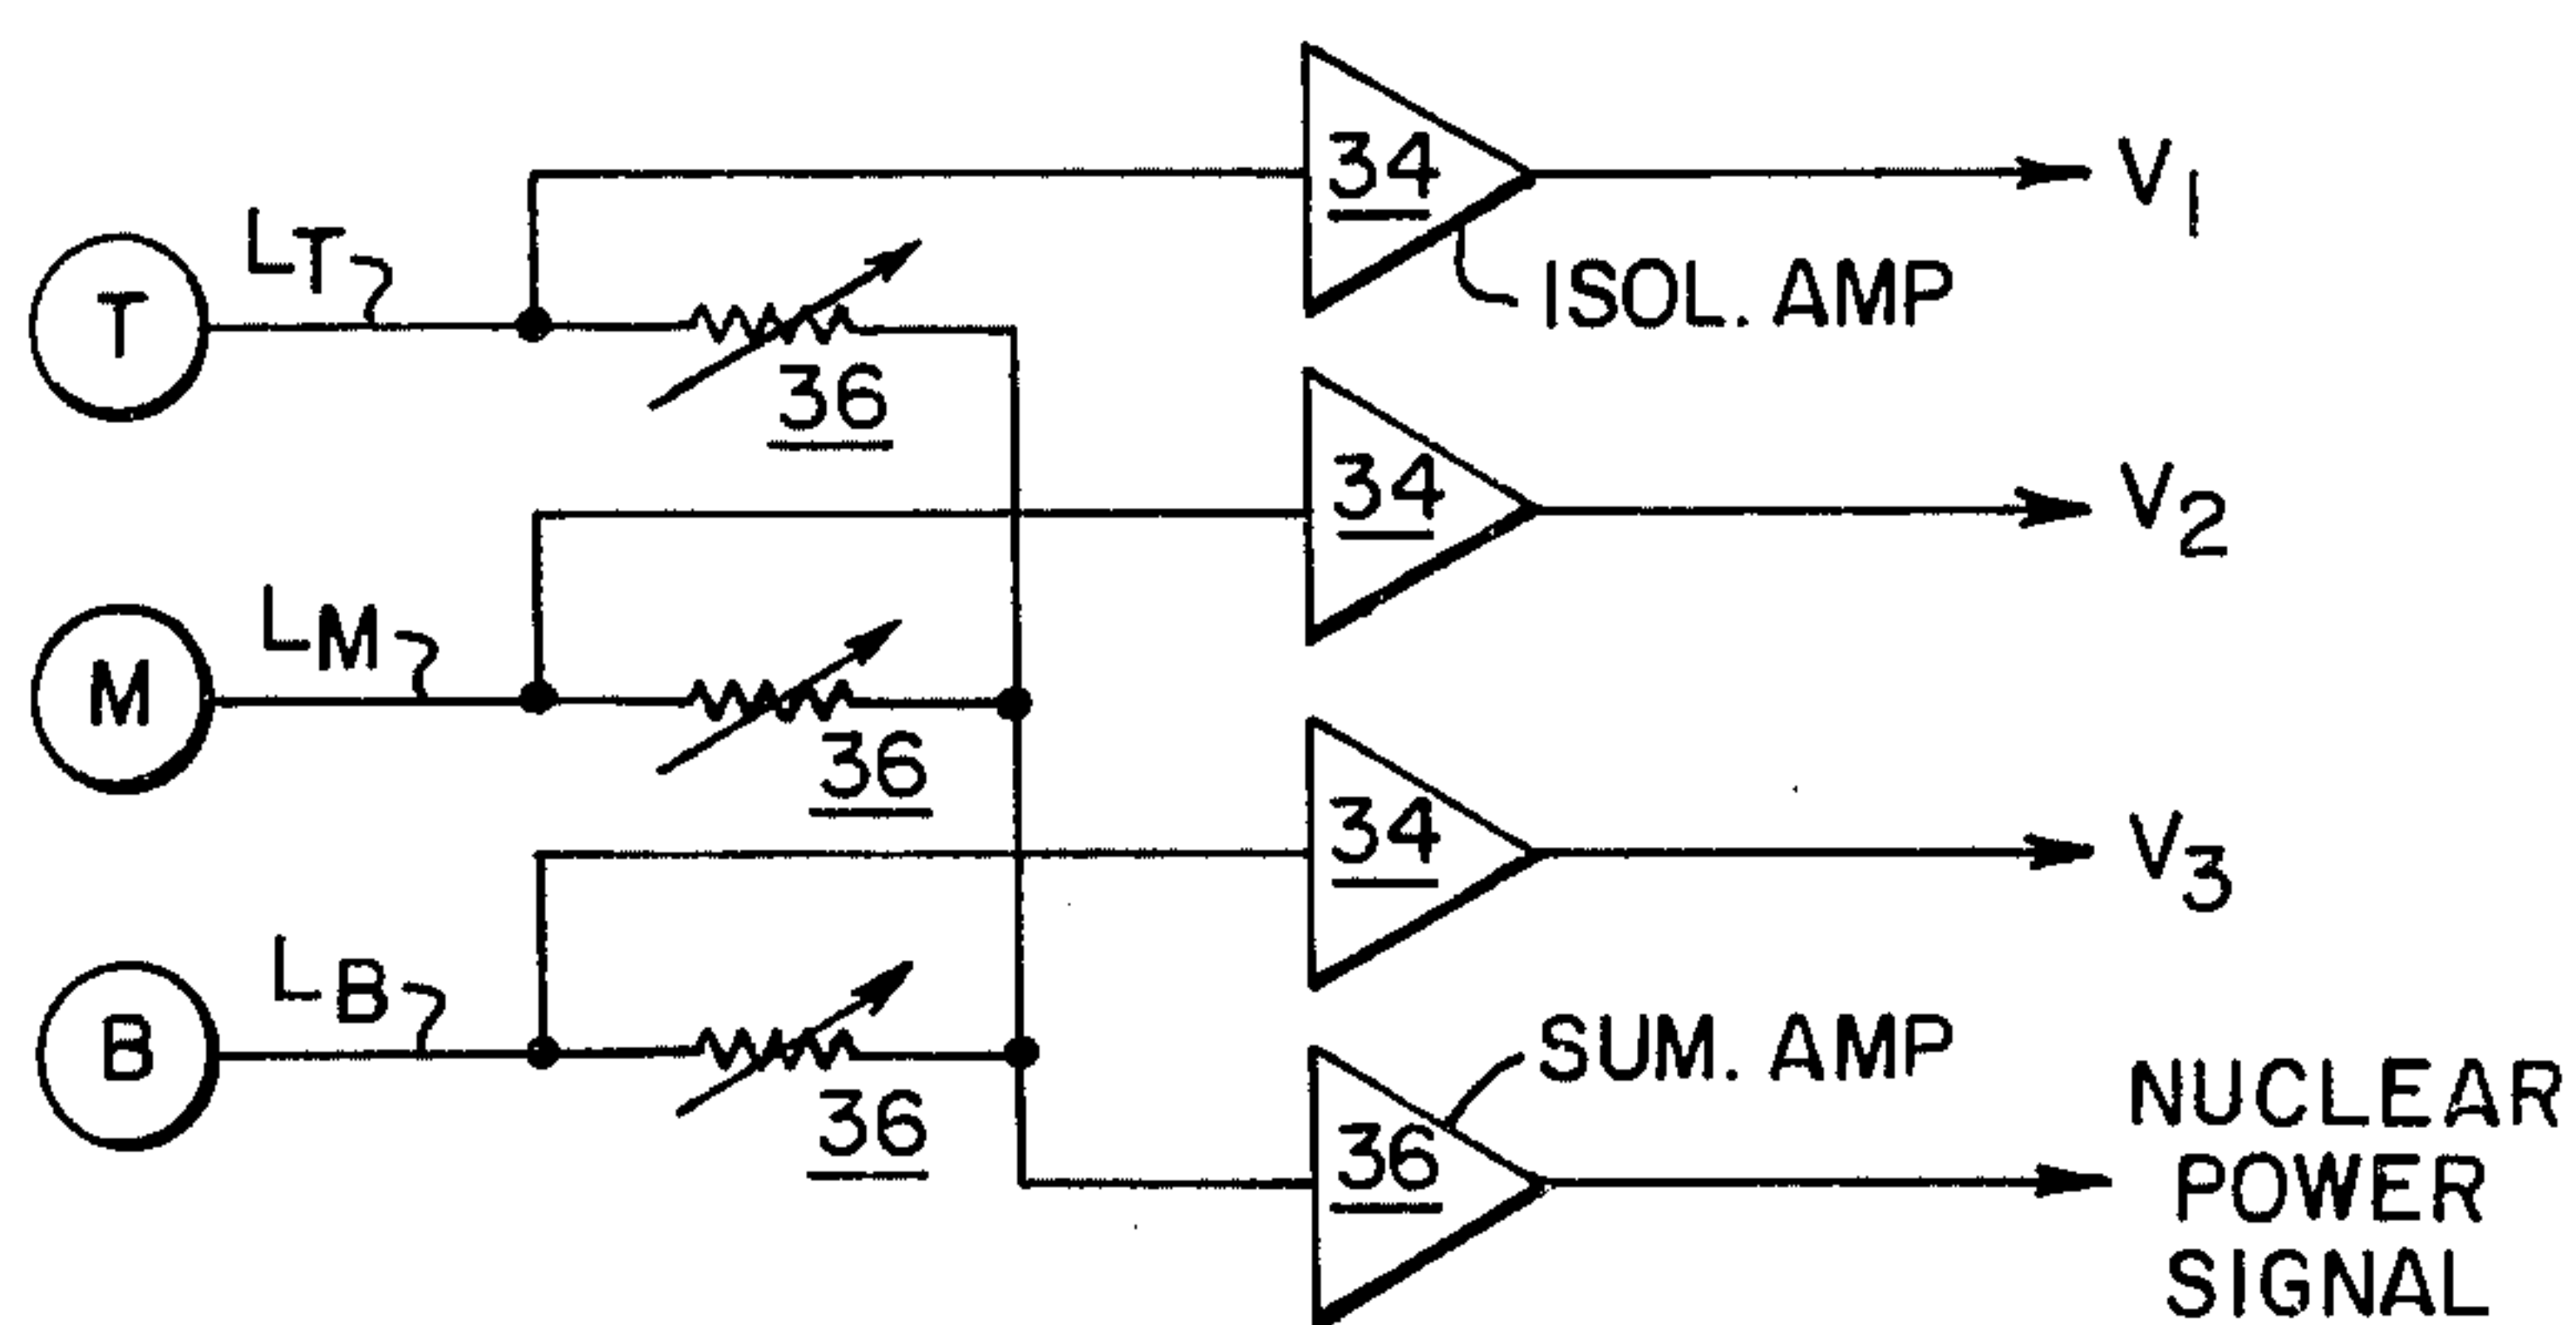 34
V1
LT
T
ISOL. AMP
36
34
V2
LM
M
36
34
V3
LB
B
36
SUM. AMP
36
NUCLEAR
POWER
SIGNAL